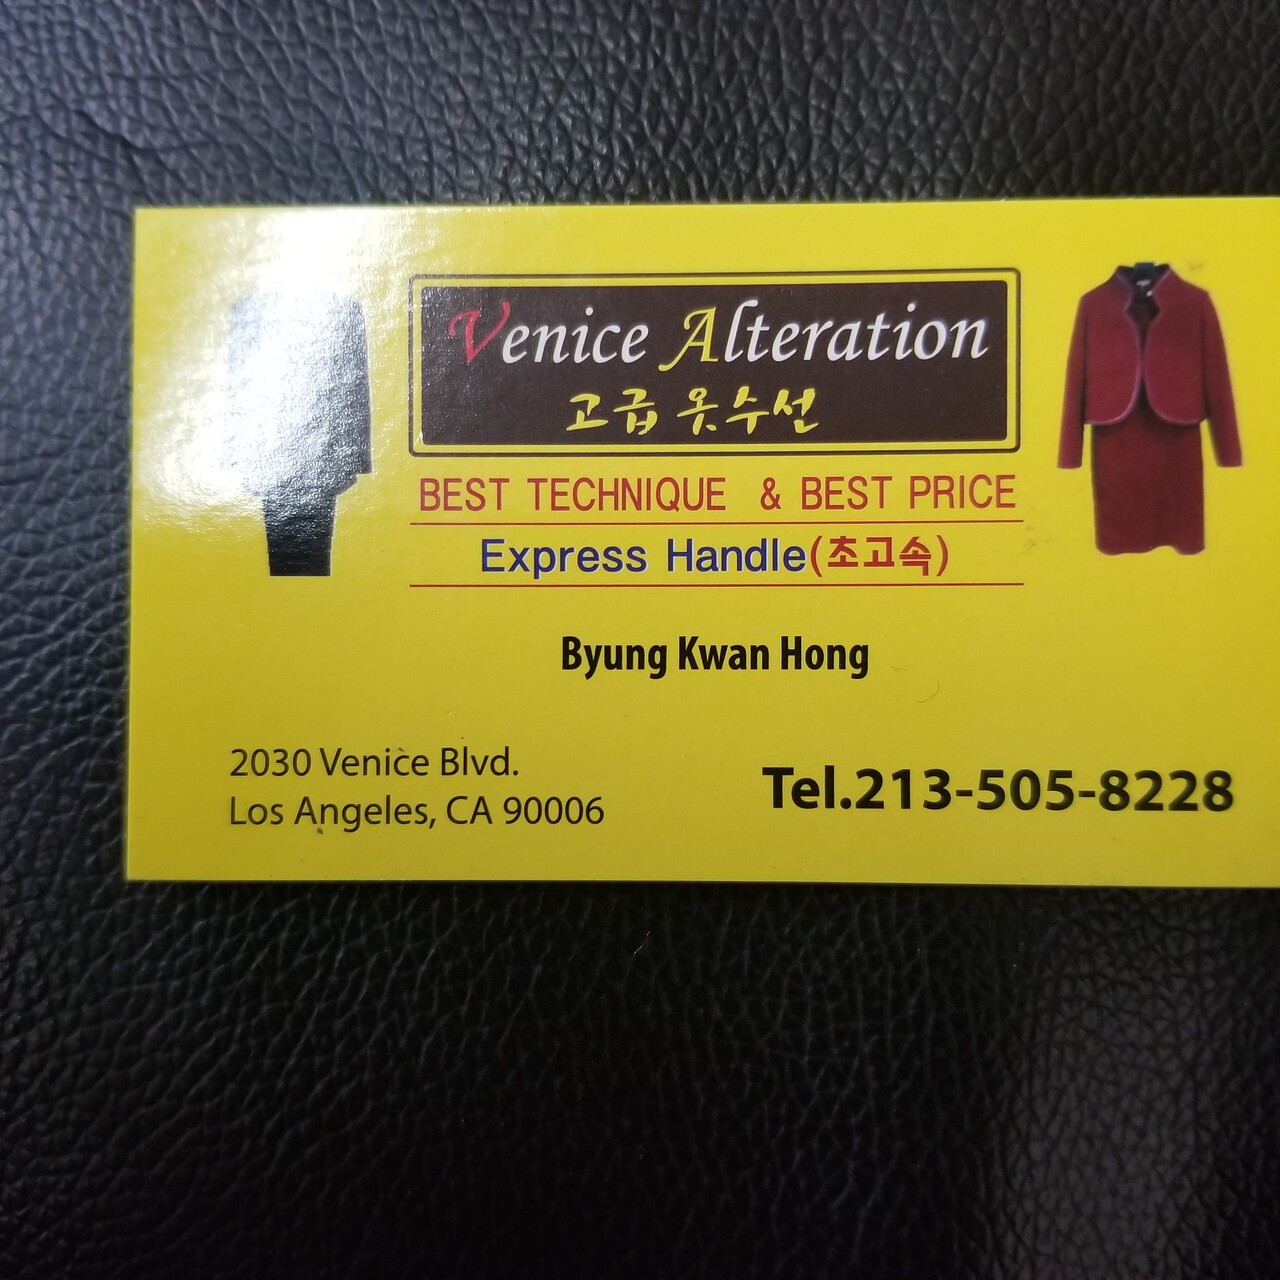 Venice Alteration
고급 옷수선
BEST TECHNIQUE & BEST PRICE
Express Handle(초고속)
Byung Kwan Hong
2030 Venice Blvd.
Los Angeles, CA 90006
Tel.213-505-8228